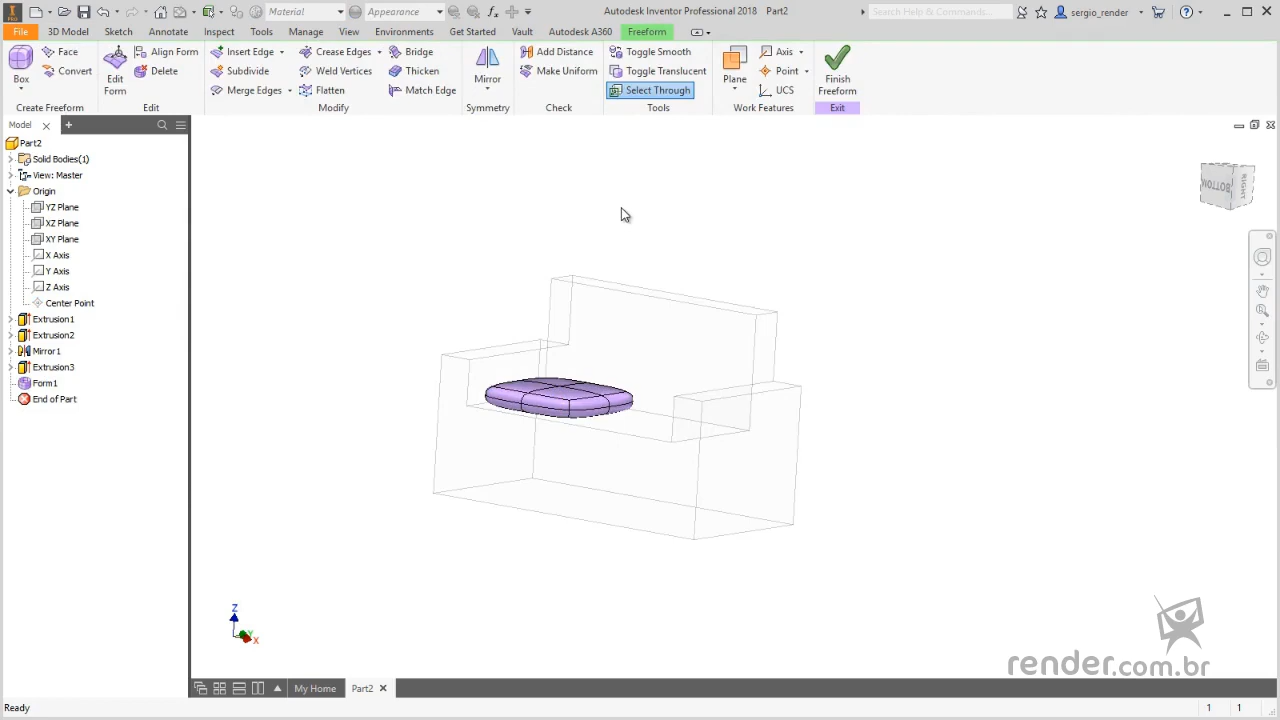 Material
Appearance
Autodesk Inventor Professional 2018 Part2
Search Help & Commands...
sergio_render
PRO
File 3D Model Sketch Annotate Inspect Tools Manage View Environments Get Started Vault Autodesk A360 Freeform
Face Align Form Insert Edge Crease Edges Bridge Add Distance Toggle Smooth Axis
Box Convert Edit Form Delete Subdivide Weld Vertices Thicken Mirror Make Uniform Toggle Translucent Plane Point Finish Freeform
Merge Edges Flatten Match Edge Select Through UCS
Create Freeform Edit Modify Symmetry Check Tools Work Features Exit
Model
Part2
Solid Bodies(1)
View: Master
Origin
YZ Plane
XZ Plane
XY Plane
X Axis
Y Axis
Z Axis
Center Point
Extrusion1
Extrusion2
Mirror1
Extrusion3
Form1
End of Part
BOTTOM
RIGHT
Z
Y
X
render.com.br
My Home Part2
Ready 1 1